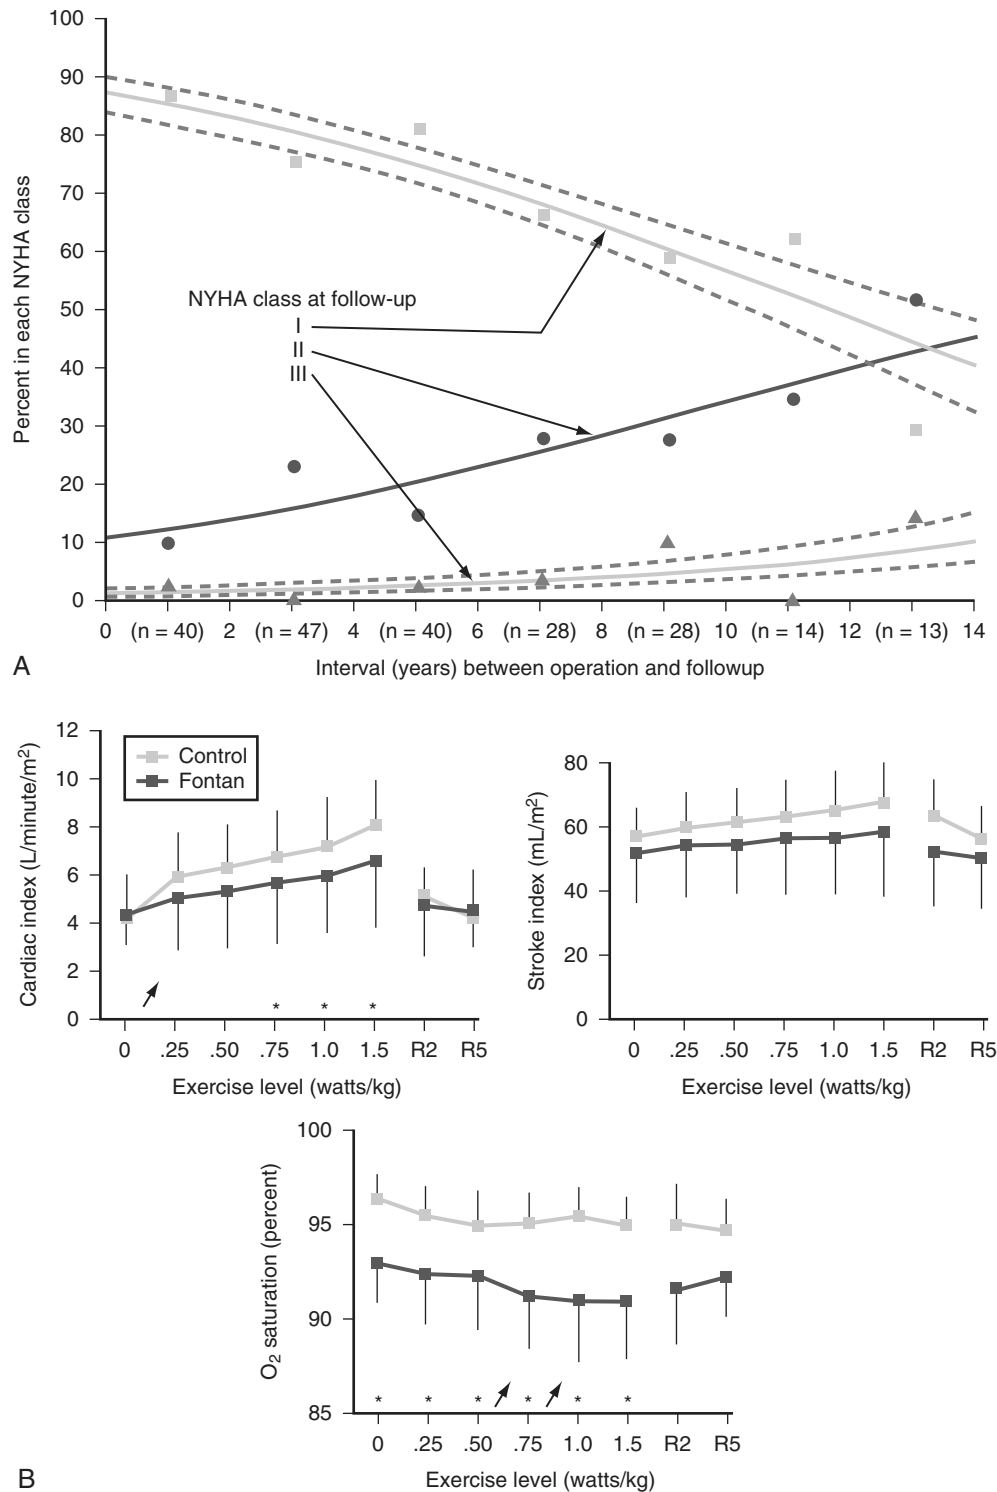 100
90
80
70
60
50
40
30
20
10
0
Percent in each NYHA class
NYHA class at follow-up
I
II
III
0 (n = 40) 2 (n = 47) 4 (n = 40) 6 (n = 28) 8 (n = 28) 10 (n = 14) 12 (n = 13) 14
Interval (years) between operation and followup
A
12
10
8
6
4
2
0
Cardiac index (L/minute/m²)
Control
Fontan
* * *
0 .25 .50 .75 1.0 1.5 R2 R5
Exercise level (watts/kg)
80
60
40
20
0
Stroke index (mL/m²)
0 .25 .50 .75 1.0 1.5 R2 R5
Exercise level (watts/kg)
100
95
90
85
O₂ saturation (percent)
* * * * * *
0 .25 .50 .75 1.0 1.5 R2 R5
Exercise level (watts/kg)
B